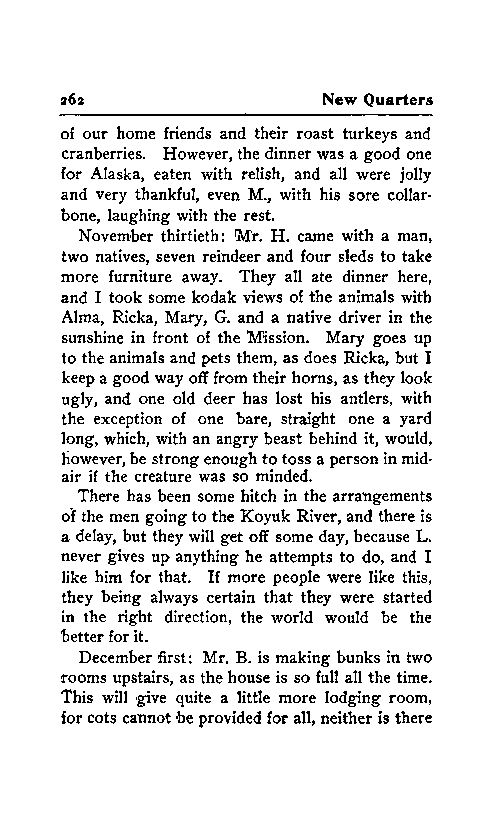 262 New Quarters
of our home friends and their roast turkeys and
cranberries. However, the dinner was a good one
for Alaska, eaten with relish, and all were jolly
and very thankful, even M., with his sore collar-
bone, laughing with the rest.
November thirtieth: Mr. H. came with a man,
two natives, seven reindeer and four sleds to take
more furniture away. They all ate dinner here,
and I took some kodak views of the animals with
Alma, Ricka, Mary, G. and a native driver in the
sunshine in front of the Mission. Mary goes up
to the animals and pets them, as does Ricka, but I
keep a good way off from their horns, as they look
ugly, and one old deer has lost his antlers, with
the exception of one bare, straight one a yard
long, which, with an angry beast behind it, would,
however, be strong enough to toss a person in mid-
air if the creature was so minded.
There has been some hitch in the arrangements
of the men going to the Koyuk River, and there is
a delay, but they will get off some day, because L.
never gives up anything he attempts to do, and I
like him for that. If more people were like this,
they being always certain that they were started
in the right direction, the world would be the
better for it.
December first: Mr. B. is making bunks in two
rooms upstairs, as the house is so full all the time.
This will give quite a little more lodging room,
for cots cannot be provided for all, neither is there